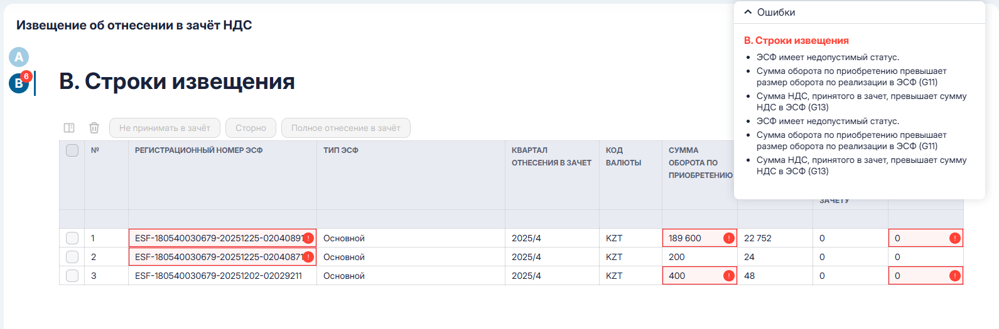 Извещение об отнесении в зачёт НДС
Ошибки
A
B
6
B. Строки извещения
B. Строки извещения
ЭСФ имеет недопустимый статус.
Сумма оборота по приобретению превышает
размер оборота по реализации в ЭСФ (G11)
Сумма НДС, принятого в зачет, превышает сумму
НДС в ЭСФ (G13)
ЭСФ имеет недопустимый статус.
Сумма оборота по приобретению превышает
размер оборота по реализации в ЭСФ (G11)
Сумма НДС, принятого в зачет, превышает сумму
НДС в ЭСФ (G13)
Не принимать в зачёт
Сторно
Полное отнесение в зачёт
№
РЕГИСТРАЦИОННЫЙ НОМЕР ЭСФ
ТИП ЭСФ
КВАРТАЛ
ОТНЕСЕНИЯ В ЗАЧЕТ
КОД
ВАЛЮТЫ
СУММА
ОБОРОТА ПО
ПРИОБРЕТЕНИЮ
ЗАЧЕТУ
1 ESF-180540030679-20251225-02040891 Основной 2025/4 KZT 189 600 22 752 0 0
2 ESF-180540030679-20251225-02040871 Основной 2025/4 KZT 200 24 0 0
3 ESF-180540030679-20251202-02029211 Основной 2025/4 KZT 400 48 0 0